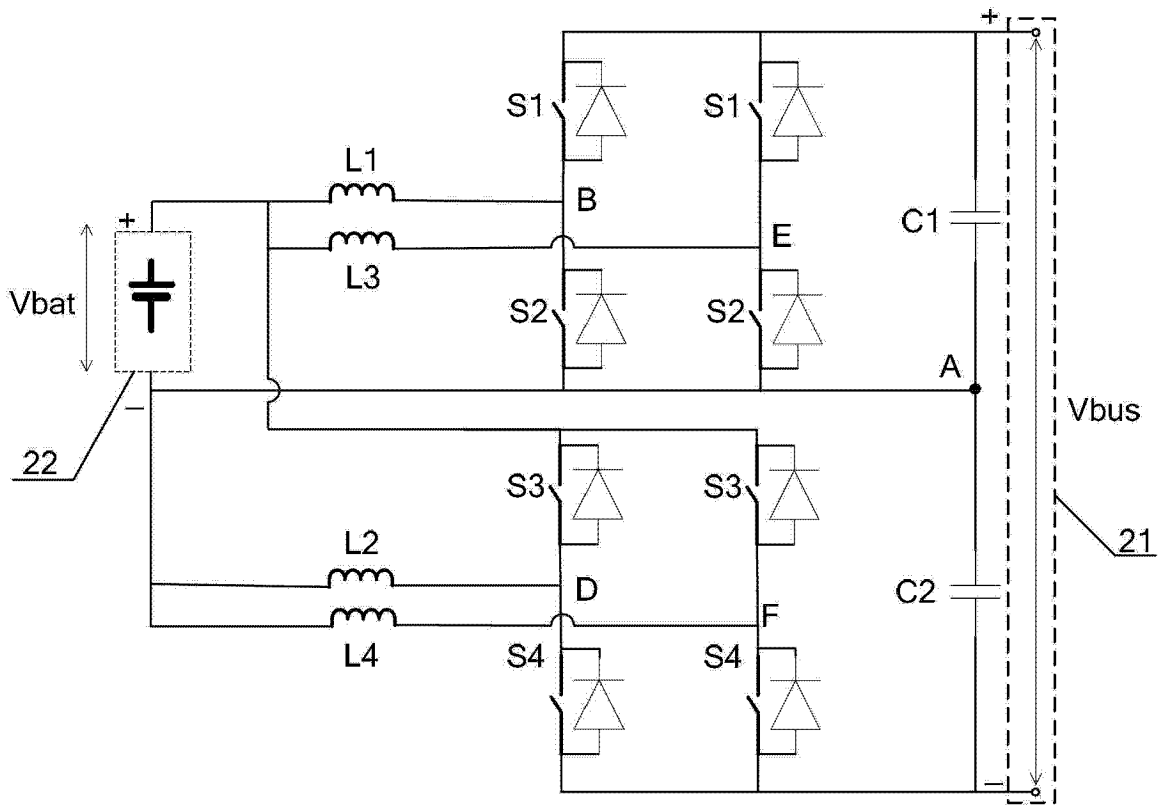 +
S1 S1
L1
B
+
C1
E
L3
Vbat
S2 S2
A
−
Vbus
22
S3 S3
21
L2
D
C2
F
L4
S4 S4
−